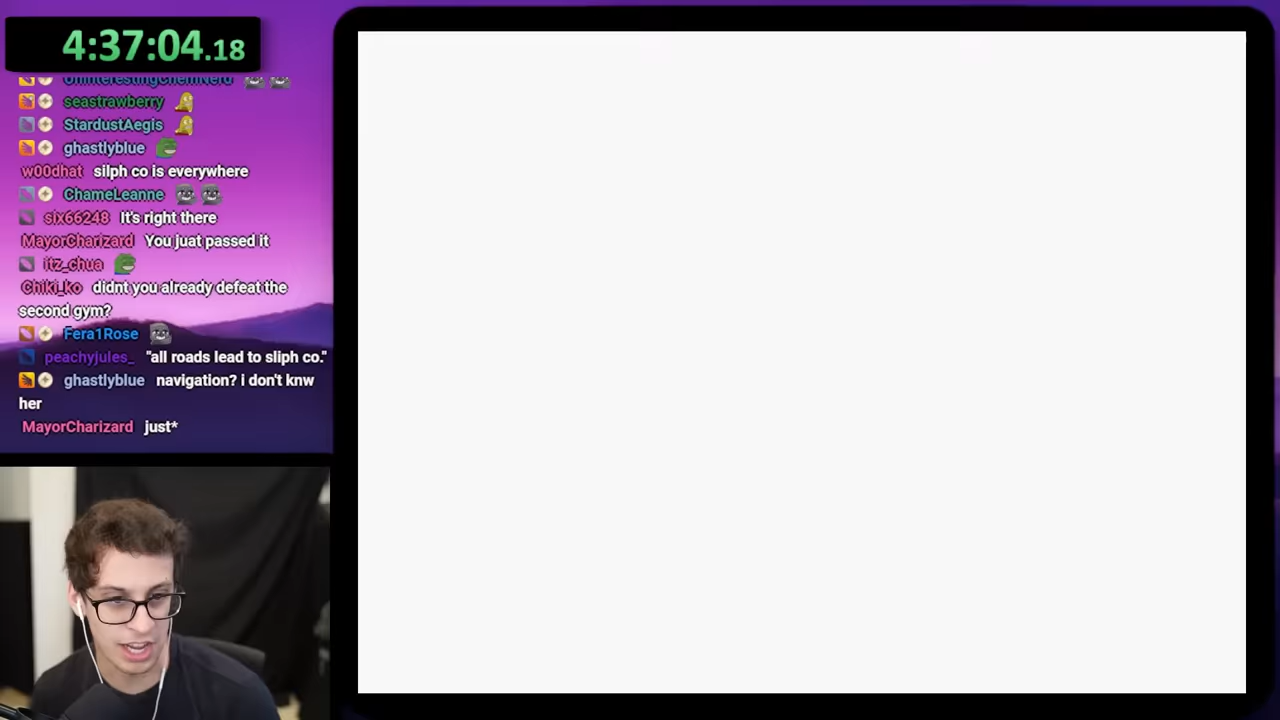 4:37:04.18
UninterestingChemNerd
seastrawberry
StardustAegis
ghastlyblue
w00dhat silph co is everywhere
ChameLeanne
six66248 It's right there
MayorCharizard You juat passed it
itz_chua
Chiki_ko didnt you already defeat the
second gym?
Fera1Rose
peachyjules_ "all roads lead to sliph co."
ghastlyblue navigation? i don't knw
her
MayorCharizard just*